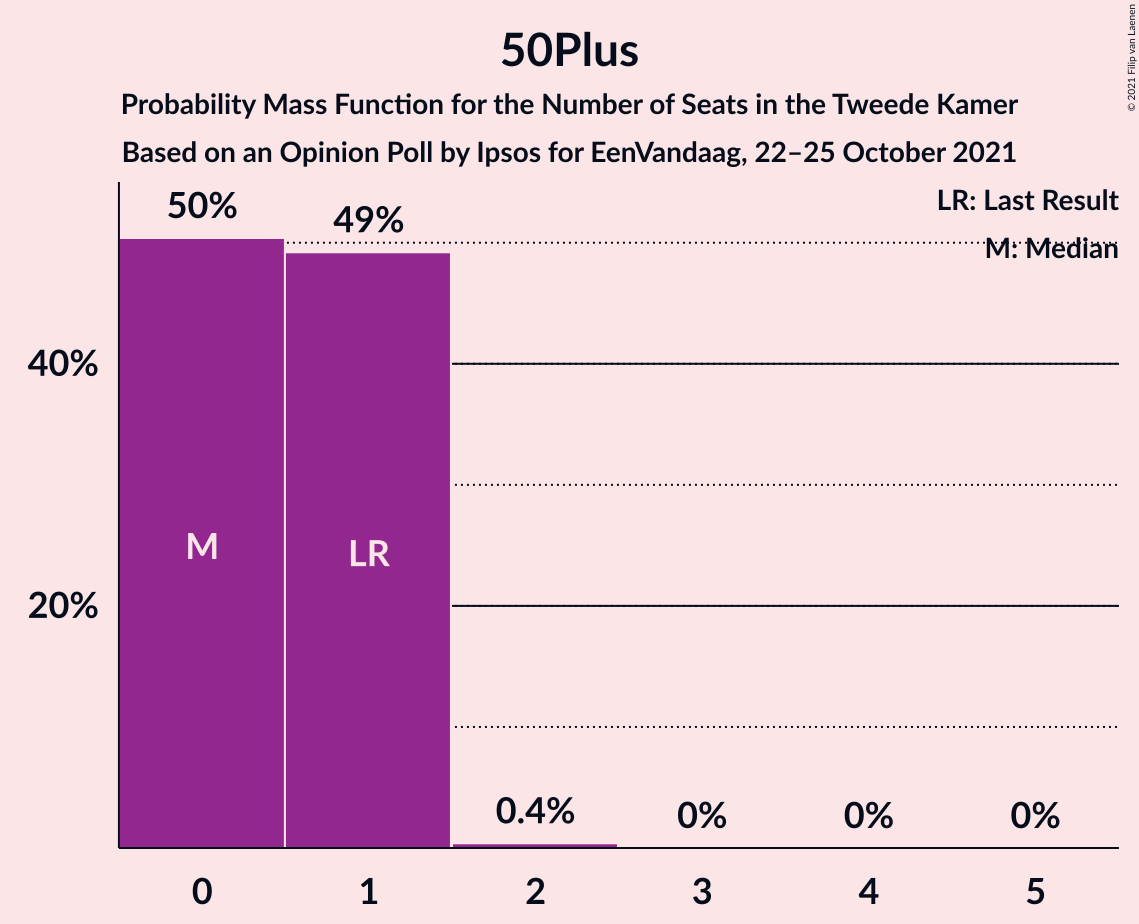 50Plus
Probability Mass Function for the Number of Seats in the Tweede Kamer
Based on an Opinion Poll by Ipsos for EenVandaag, 22–25 October 2021
© 2021 Filip van Laenen
LR: Last Result
M: Median
50%
49%
40%
M
LR
20%
0.4%
0%
0%
0%
0
1
2
3
4
5